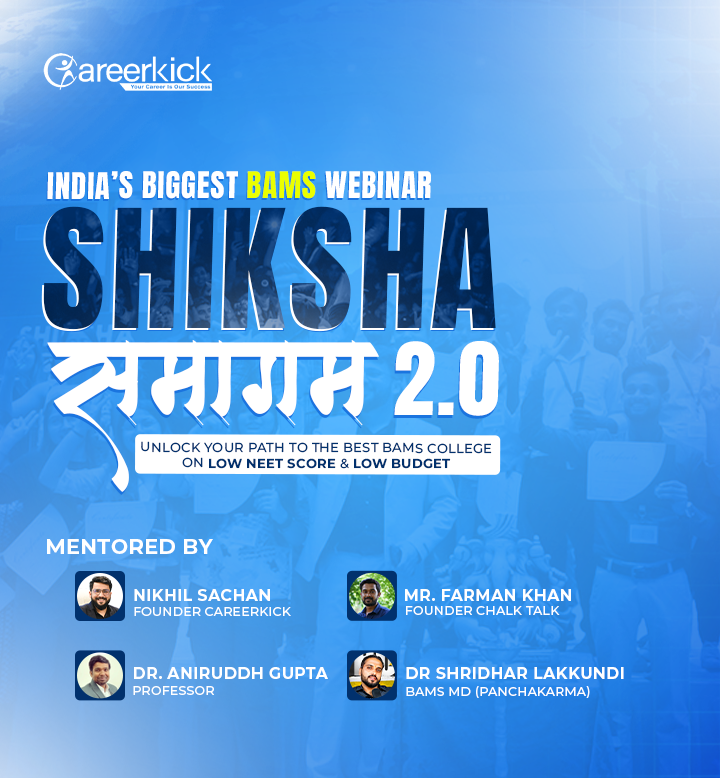 Careerkick
Your Career Is Our Success
INDIA'S BIGGEST BAMS WEBINAR
SHIKSHA
समागम 2.0
UNLOCK YOUR PATH TO THE BEST BAMS COLLEGE
ON LOW NEET SCORE & LOW BUDGET
MENTORED BY
NIKHIL SACHAN
FOUNDER CAREERKICK
MR. FARMAN KHAN
FOUNDER CHALK TALK
DR. ANIRUDDH GUPTA
PROFESSOR
DR SHRIDHAR LAKKUNDI
BAMS MD (PANCHAKARMA)